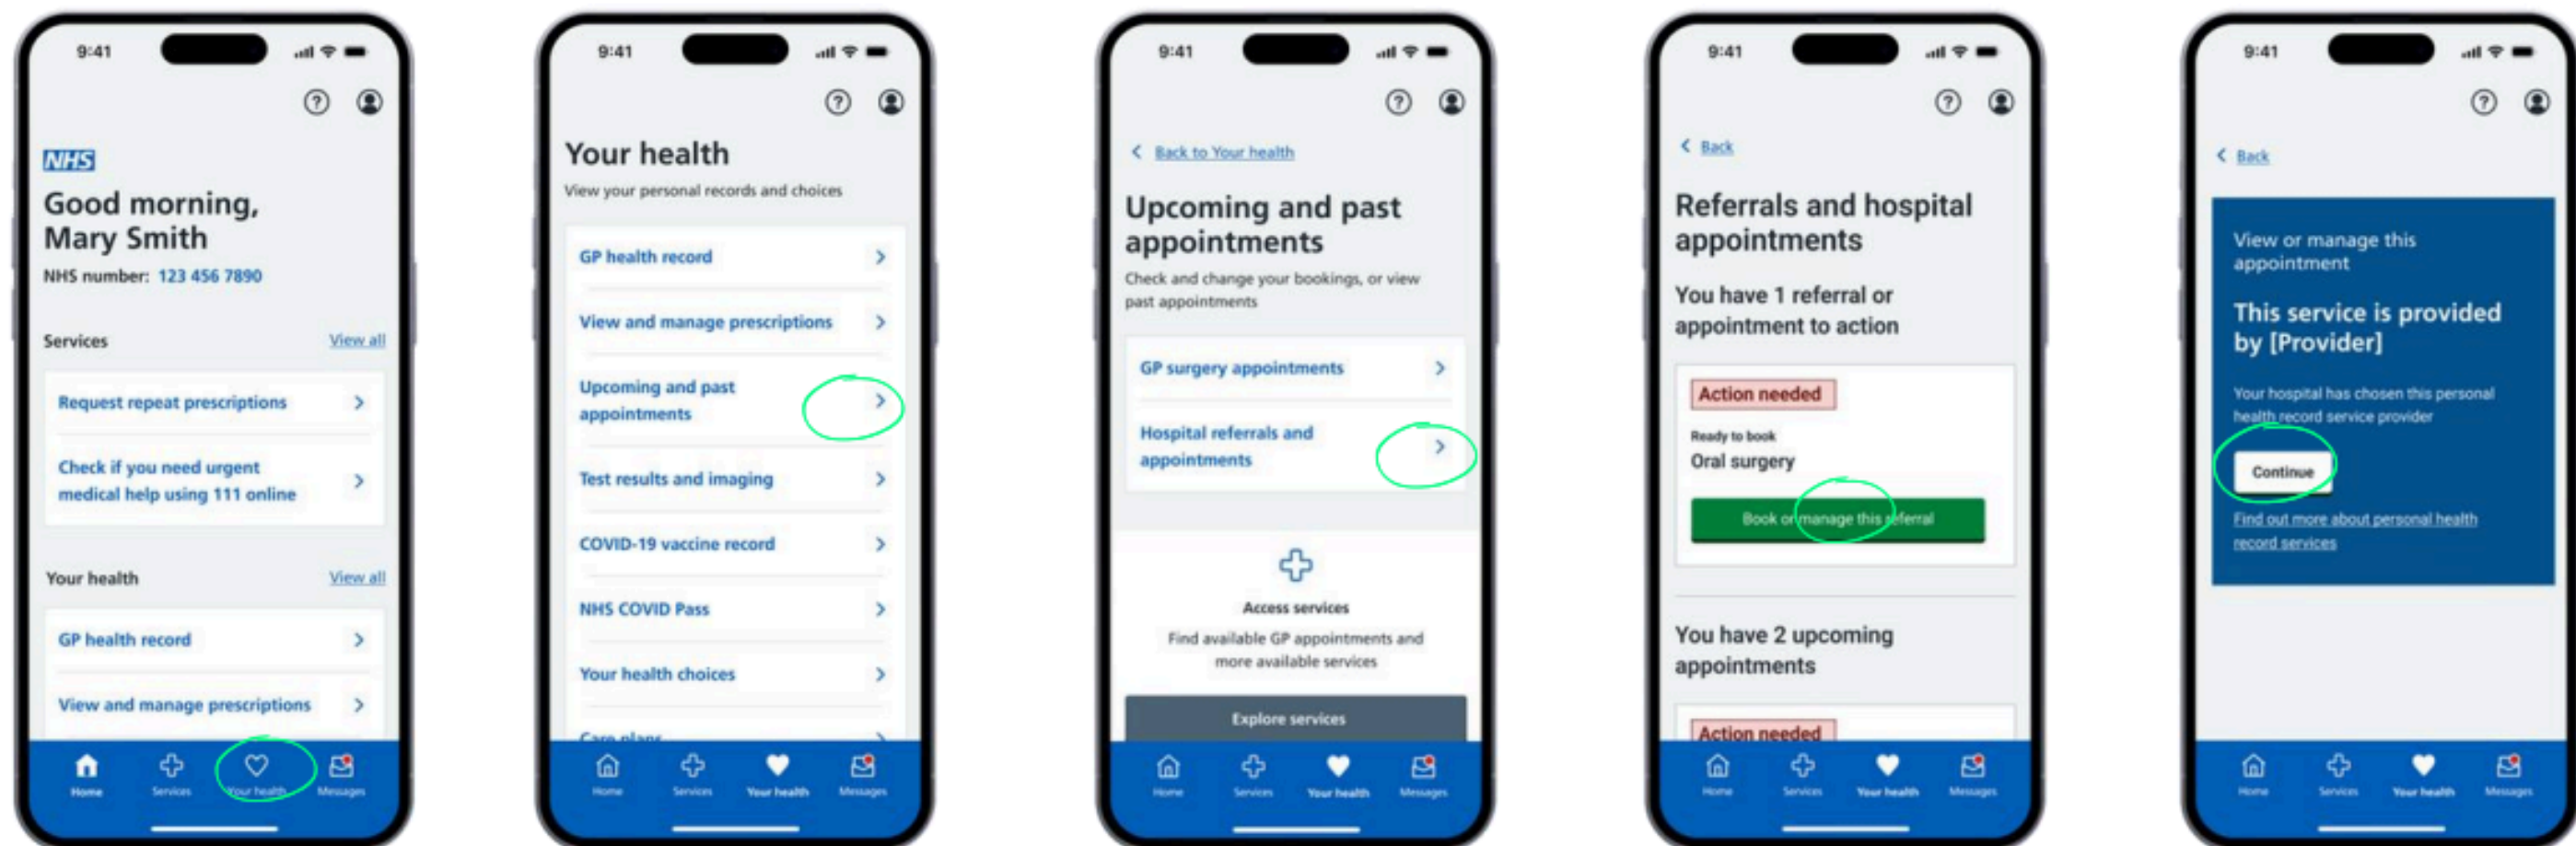 9:41
NHS
Good morning,
Mary Smith
NHS number: 123 456 7890
Services View all
Request repeat prescriptions
Check if you need urgent
medical help using 111 online
Your health View all
GP health record
View and manage prescriptions
Home Services Your health Messages
9:41
Your health
View your personal records and choices
GP health record
View and manage prescriptions
Upcoming and past
appointments
Test results and imaging
COVID-19 vaccine record
NHS COVID Pass
Your health choices
Care plans
Home Services Your health Messages
9:41
Back to Your health
Upcoming and past
appointments
Check and change your bookings, or view
past appointments
GP surgery appointments
Hospital referrals and
appointments
Access services
Find available GP appointments and
more available services
Explore services
Home Services Your health Messages
9:41
Back
Referrals and hospital
appointments
You have 1 referral or
appointment to action
Action needed
Ready to book
Oral surgery
Book or manage this referral
You have 2 upcoming
appointments
Action needed
Home Services Your health Messages
9:41
Back
View or manage this
appointment
This service is provided
by [Provider]
Your hospital has chosen this personal
health record service provider
Continue
Find out more about personal health
record services
Home Services Your health Messages